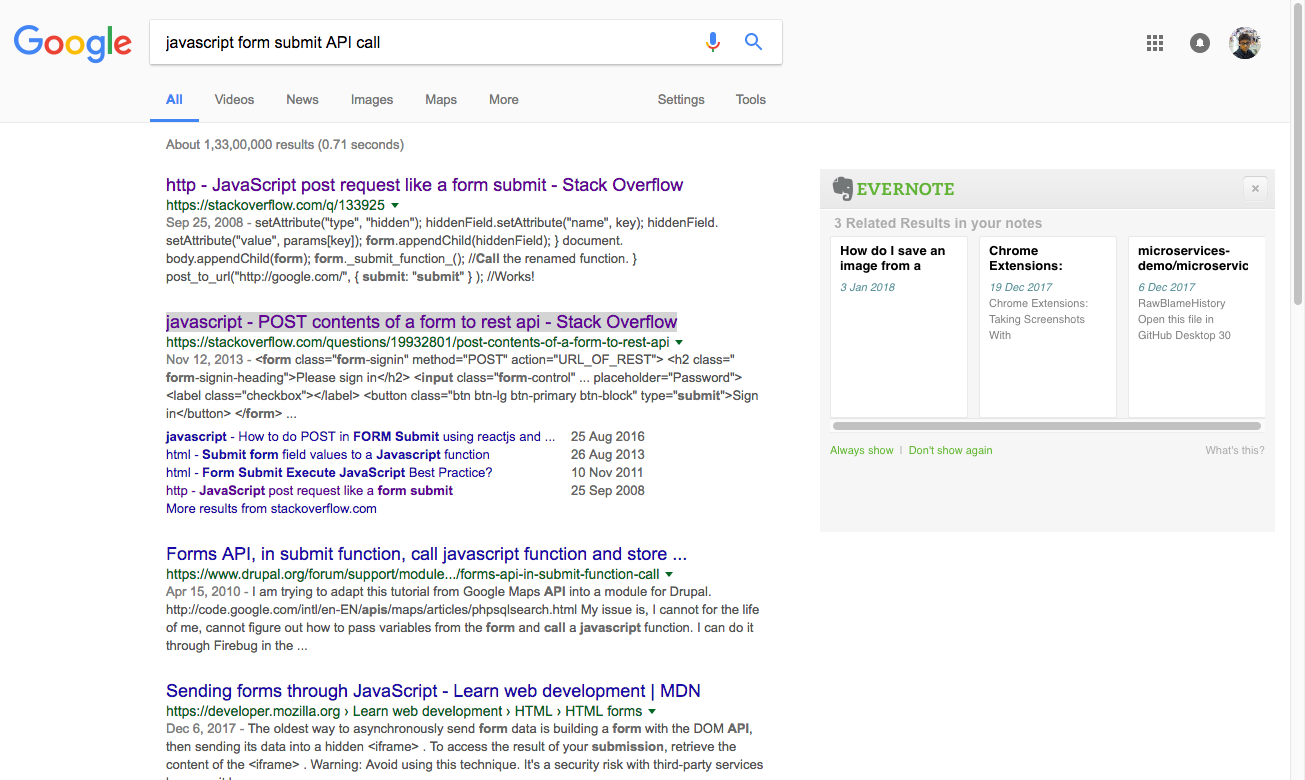 Google
javascript form submit API call
All Videos News Images Maps More Settings Tools
About 1,33,00,000 results (0.71 seconds)
http - JavaScript post request like a form submit - Stack Overflow
https://stackoverflow.com/q/133925
Sep 25, 2008 - setAttribute("type", "hidden"); hiddenField.setAttribute("name", key); hiddenField.
setAttribute("value", params[key]); form.appendChild(hiddenField); } document.
body.appendChild(form); form._submit_function_(); //Call the renamed function. }
post_to_url("http://google.com/", { submit: "submit" } ); //Works!
javascript - POST contents of a form to rest api - Stack Overflow
https://stackoverflow.com/questions/19932801/post-contents-of-a-form-to-rest-api
Nov 12, 2013 - <form class="form-signin" method="POST" action="URL_OF_REST"> <h2 class="
form-signin-heading">Please sign in</h2> <input class="form-control" ... placeholder="Password">
<label class="checkbox"></label> <button class="btn btn-lg btn-primary btn-block" type="submit">Sign
in</button> </form> ...
javascript - How to do POST in FORM Submit using reactjs and ... 25 Aug 2016
html - Submit form field values to a Javascript function 26 Aug 2013
html - Form Submit Execute JavaScript Best Practice? 10 Nov 2011
http - JavaScript post request like a form submit 25 Sep 2008
More results from stackoverflow.com
Forms API, in submit function, call javascript function and store ...
https://www.drupal.org/forum/support/module.../forms-api-in-submit-function-call
Apr 15, 2010 - I am trying to adapt this tutorial from Google Maps API into a module for Drupal.
http://code.google.com/intl/en-EN/apis/maps/articles/phpsqlsearch.html My issue is, I cannot for the life
of me, cannot figure out how to pass variables from the form and call a javascript function. I can do it
through Firebug in the ...
Sending forms through JavaScript - Learn web development | MDN
https://developer.mozilla.org › Learn web development › HTML › HTML forms
Dec 6, 2017 - The oldest way to asynchronously send form data is building a form with the DOM API,
then sending its data into a hidden <iframe> . To access the result of your submission, retrieve the
content of the <iframe> . Warning: Avoid using this technique. It's a security risk with third-party services
EVERNOTE
3 Related Results in your notes
How do I save an
image from a
3 Jan 2018
Chrome
Extensions:
19 Dec 2017
Chrome Extensions:
Taking Screenshots
With
microservices-
demo/microservic
6 Dec 2017
RawBlameHistory
Open this file in
GitHub Desktop 30
Always show | Don't show again What's this?